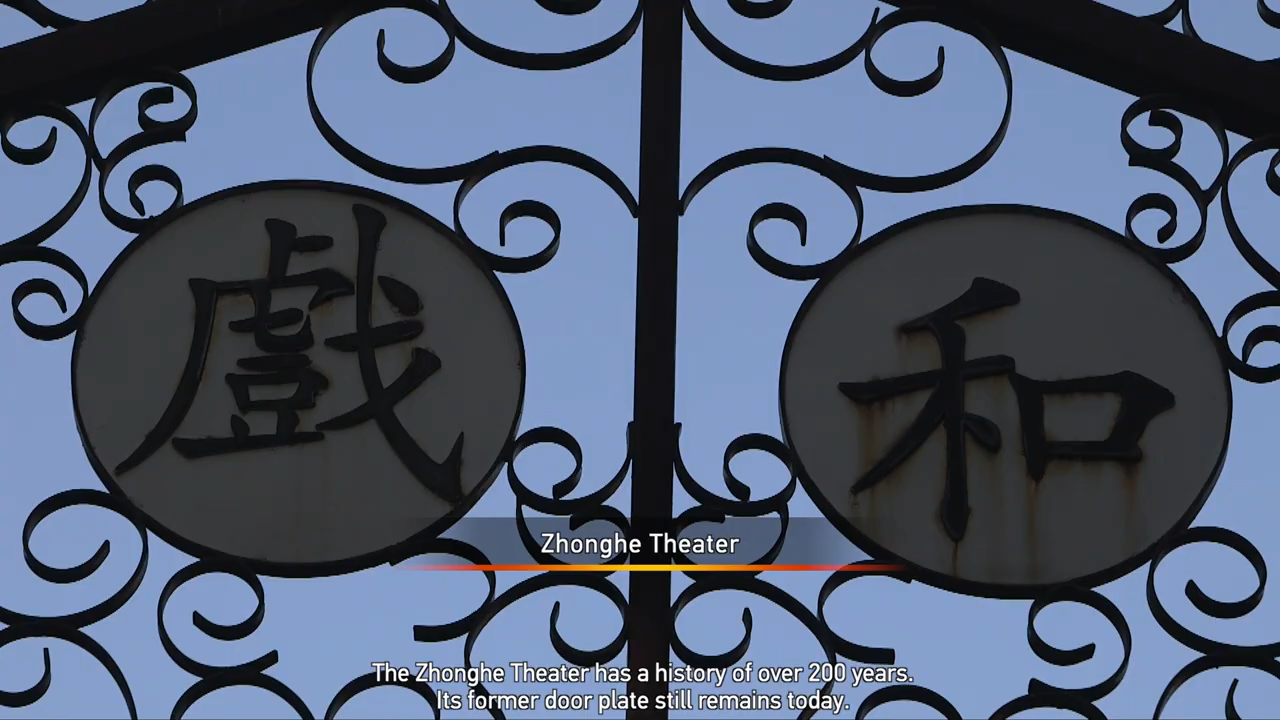 戲和
Zhonghe Theater
The Zhonghe Theater has a history of over 200 years.
Its former door plate still remains today.